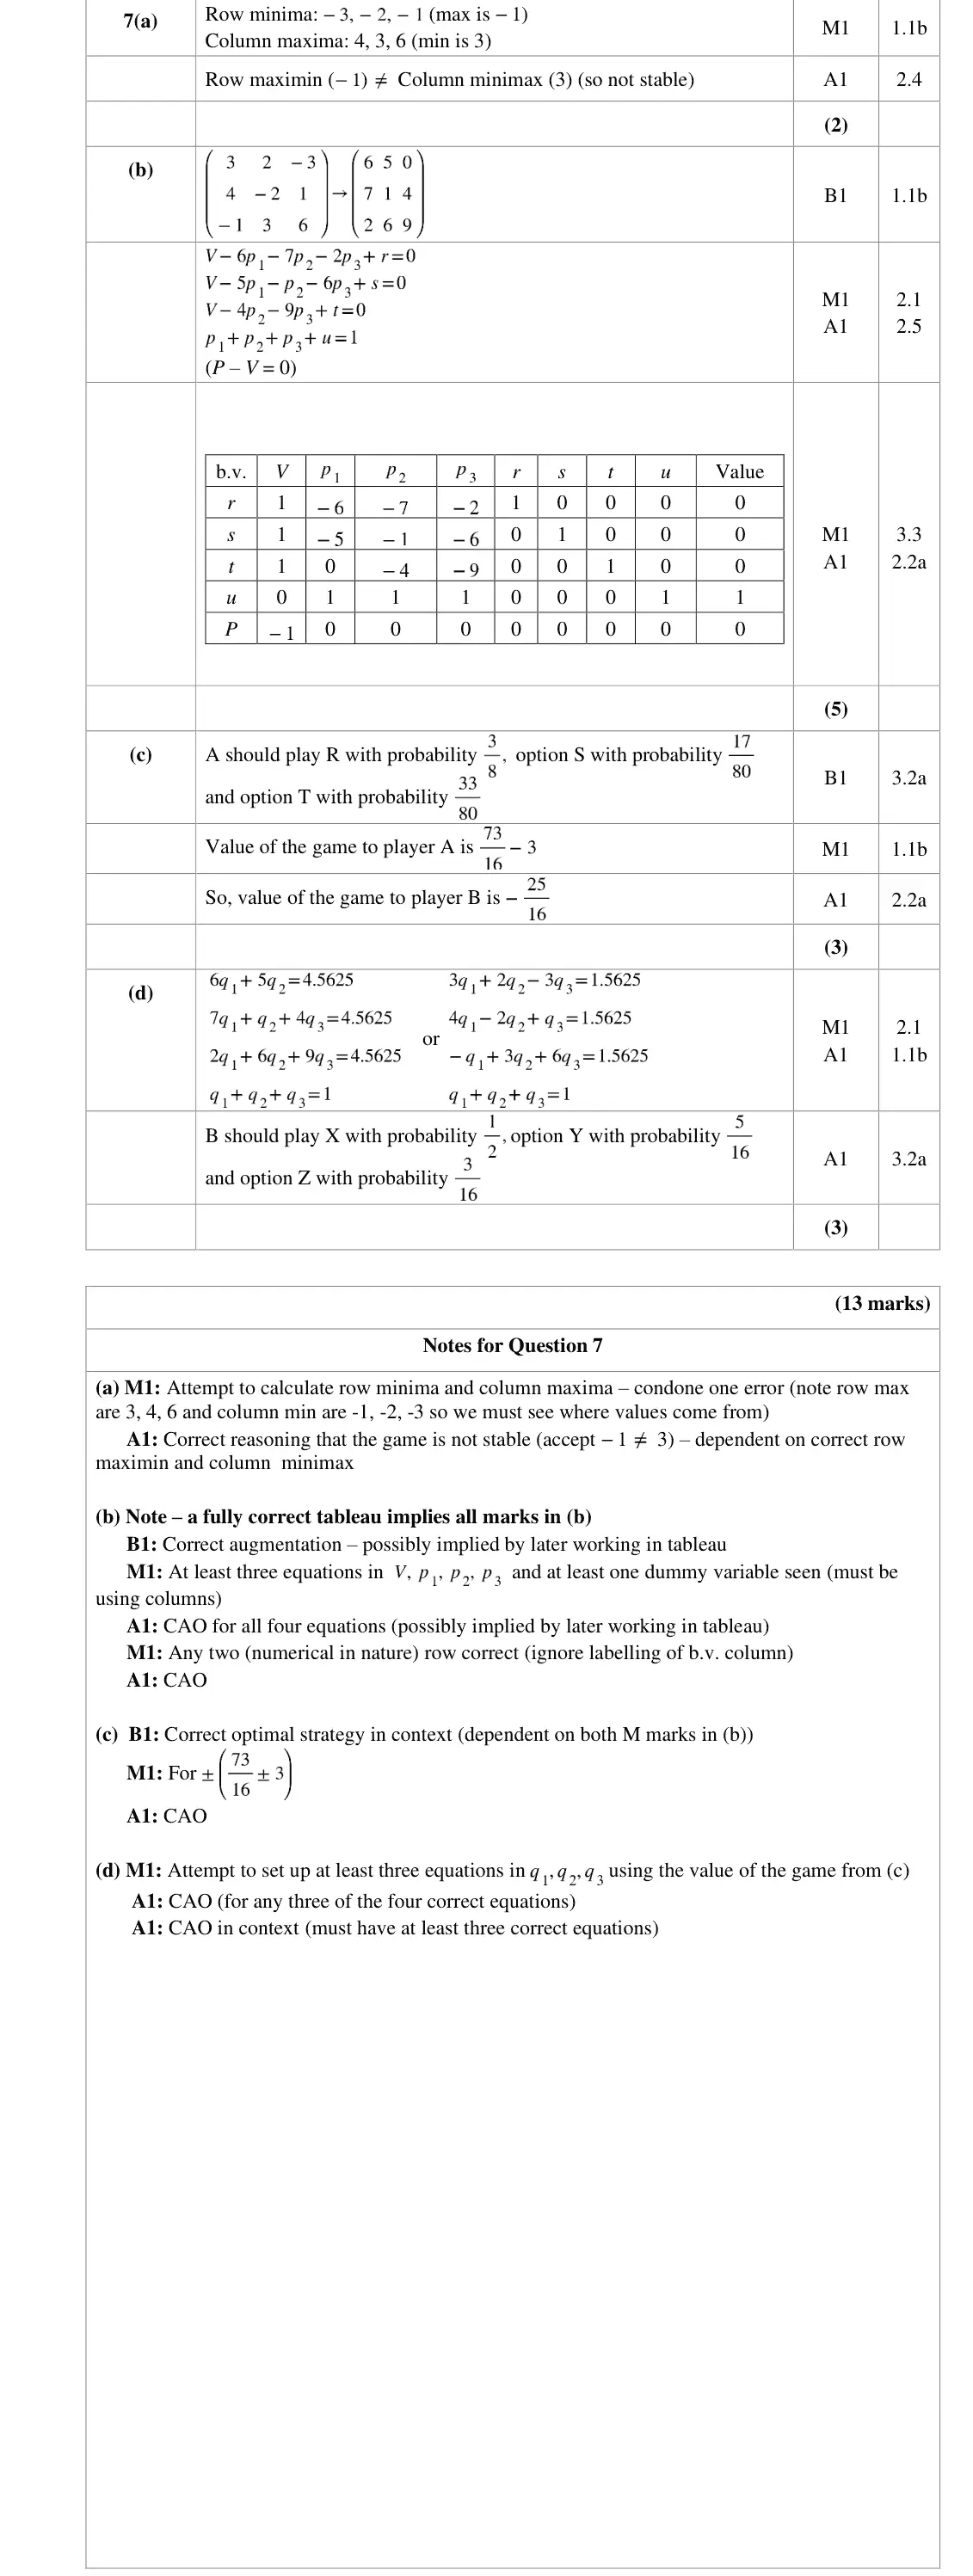 7(a) Row minima: – 3, – 2, – 1 (max is – 1)
Column maxima: 4, 3, 6 (min is 3) M1 1.1b
Row maximin (– 1) ≠ Column minimax (3) (so not stable) A1 2.4
(2)
(b) ( 3 2 – 3 ) ( 6 5 0 )
( 4 – 2 1 ) → ( 7 1 4 ) B1 1.1b
( – 1 3 6 ) ( 2 6 9 )
V – 6p₁ – 7p₂ – 2p₃ + r = 0
V – 5p₁ – p₂ – 6p₃ + s = 0
V – 4p₂ – 9p₃ + t = 0 M1 2.1
p₁ + p₂ + p₃ + u = 1 A1 2.5
(P – V = 0)
b.v. V p₁ p₂ p₃ r s t u Value
r 1 – 6 – 7 – 2 1 0 0 0 0
s 1 – 5 – 1 – 6 0 1 0 0 0 M1 3.3
t 1 0 – 4 – 9 0 0 1 0 0 A1 2.2a
u 0 1 1 1 0 0 0 1 1
P – 1 0 0 0 0 0 0 0 0
(5)
(c) A should play R with probability 3/8, option S with probability 17/80
and option T with probability 33/80 B1 3.2a
Value of the game to player A is 73/16 – 3 M1 1.1b
So, value of the game to player B is – 25/16 A1 2.2a
(3)
(d) 6q₁ + 5q₂ = 4.5625 3q₁ + 2q₂ – 3q₃ = 1.5625
7q₁ + q₂ + 4q₃ = 4.5625 4q₁ – 2q₂ + q₃ = 1.5625 M1 2.1
or
2q₁ + 6q₂ + 9q₃ = 4.5625 – q₁ + 3q₂ + 6q₃ = 1.5625 A1 1.1b
q₁ + q₂ + q₃ = 1 q₁ + q₂ + q₃ = 1
B should play X with probability 1/2, option Y with probability 5/16
and option Z with probability 3/16 A1 3.2a
(3)
(13 marks)
Notes for Question 7
(a) M1: Attempt to calculate row minima and column maxima – condone one error (note row max
are 3, 4, 6 and column min are -1, -2, -3 so we must see where values come from)
A1: Correct reasoning that the game is not stable (accept – 1 ≠ 3) – dependent on correct row
maximin and column minimax
(b) Note – a fully correct tableau implies all marks in (b)
B1: Correct augmentation – possibly implied by later working in tableau
M1: At least three equations in V, p₁, p₂, p₃ and at least one dummy variable seen (must be
using columns)
A1: CAO for all four equations (possibly implied by later working in tableau)
M1: Any two (numerical in nature) row correct (ignore labelling of b.v. column)
A1: CAO
(c) B1: Correct optimal strategy in context (dependent on both M marks in (b))
M1: For ± (73/16 ± 3)
A1: CAO
(d) M1: Attempt to set up at least three equations in q₁, q₂, q₃ using the value of the game from (c)
A1: CAO (for any three of the four correct equations)
A1: CAO in context (must have at least three correct equations)